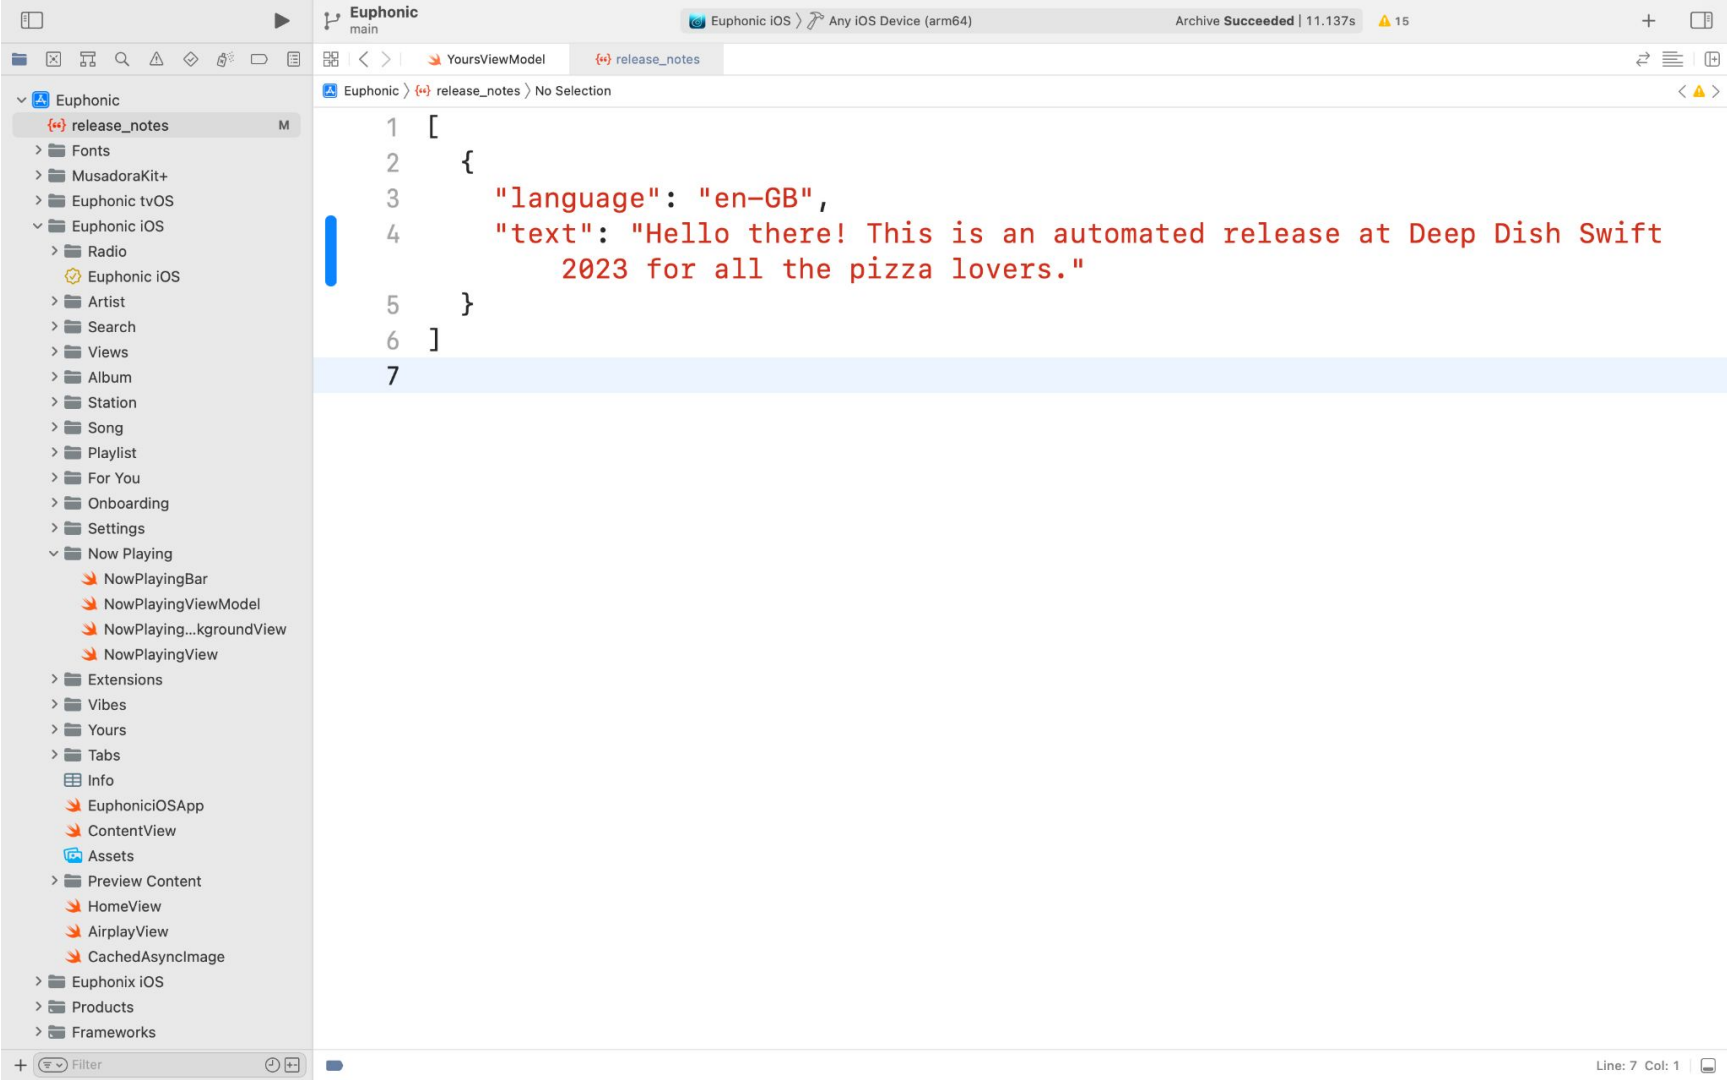 Euphonic
main
Euphonic iOS
Any iOS Device (arm64)
Archive Succeeded | 11.137s
15
YoursViewModel
release_notes
Euphonic
release_notes
No Selection
Euphonic
release_notes
M
Fonts
MusadoraKit+
Euphonic tvOS
Euphonic iOS
Radio
Euphonic iOS
Artist
Search
Views
Album
Station
Song
Playlist
For You
Onboarding
Settings
Now Playing
NowPlayingBar
NowPlayingViewModel
NowPlaying...kgroundView
NowPlayingView
Extensions
Vibes
Yours
Tabs
Info
EuphoniciOSApp
ContentView
Assets
Preview Content
HomeView
AirplayView
CachedAsyncImage
Euphonix iOS
Products
Frameworks
Filter
1 [
2 {
3 "language": "en-GB",
4 "text": "Hello there! This is an automated release at Deep Dish Swift
2023 for all the pizza lovers."
5 }
6 ]
7
Line: 7 Col: 1